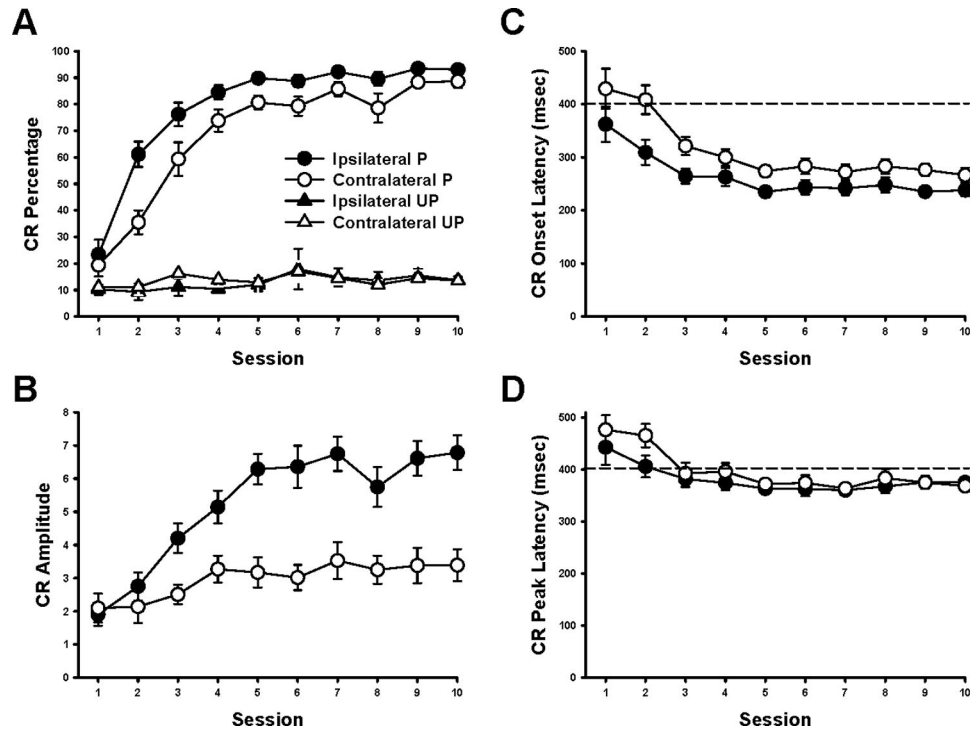 A
CR Percentage
100
90
80
70
60
50
40
30
20
10
0
Ipsilateral P
Contralateral P
Ipsilateral UP
Contralateral UP
1 2 3 4 5 6 7 8 9 10
Session
C
CR Onset Latency (msec)
500
400
300
200
100
0
1 2 3 4 5 6 7 8 9 10
Session
B
CR Amplitude
8
7
6
5
4
3
2
1
0
1 2 3 4 5 6 7 8 9 10
Session
D
CR Peak Latency (msec)
500
400
300
200
100
0
1 2 3 4 5 6 7 8 9 10
Session